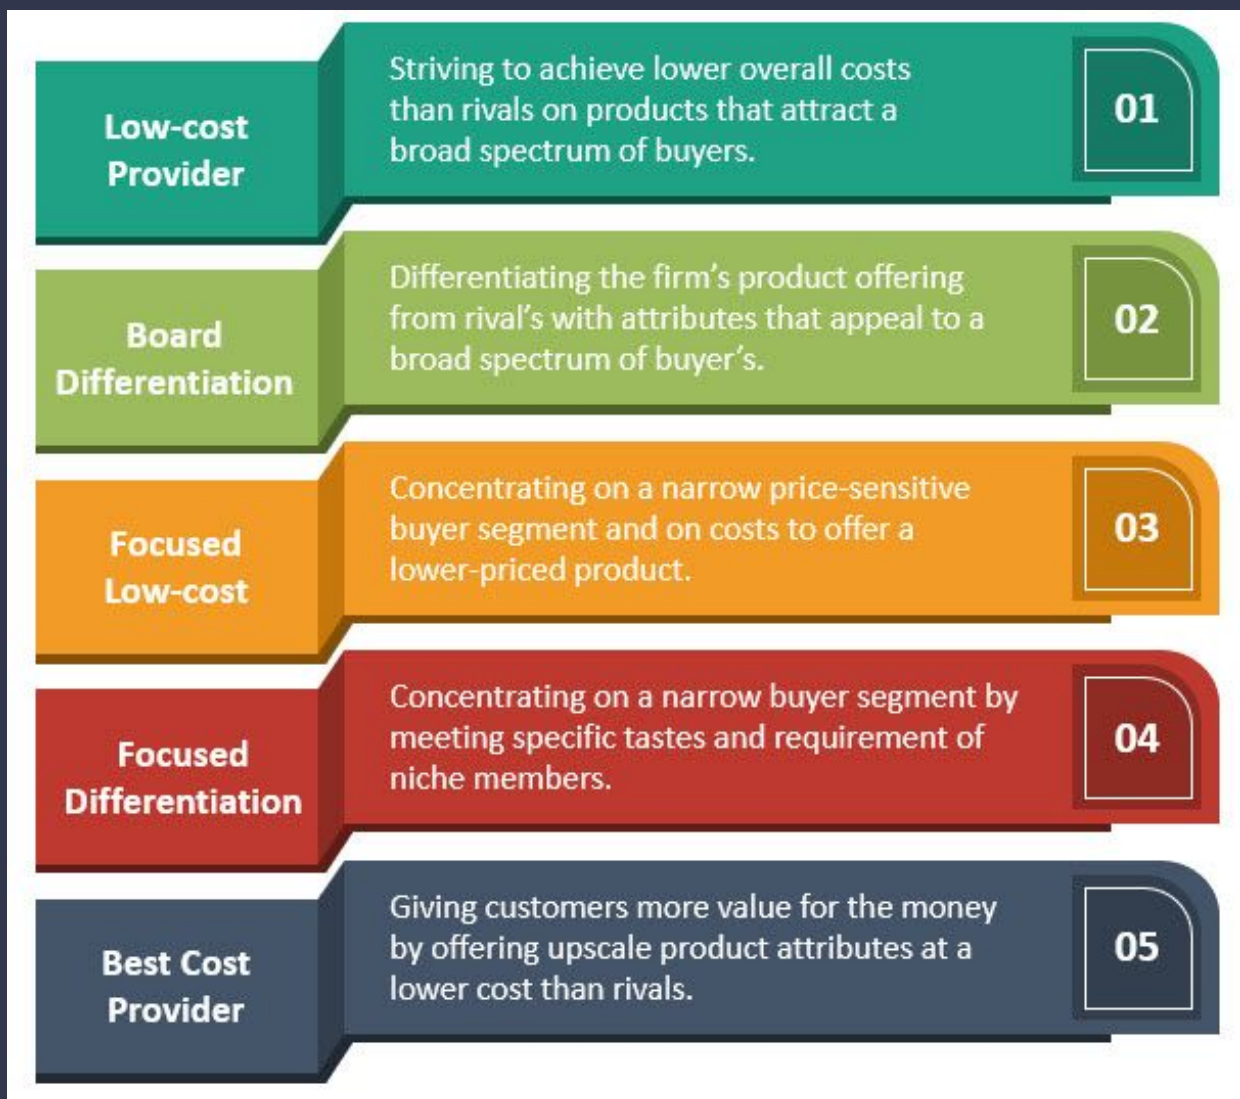 Low-cost
Provider
Striving to achieve lower overall costs
than rivals on products that attract a
broad spectrum of buyers.
01
Board
Differentiation
Differentiating the firm’s product offering
from rival’s with attributes that appeal to a
broad spectrum of buyer’s.
02
Focused
Low-cost
Concentrating on a narrow price-sensitive
buyer segment and on costs to offer a
lower-priced product.
03
Focused
Differentiation
Concentrating on a narrow buyer segment by
meeting specific tastes and requirement of
niche members.
04
Best Cost
Provider
Giving customers more value for the money
by offering upscale product attributes at a
lower cost than rivals.
05